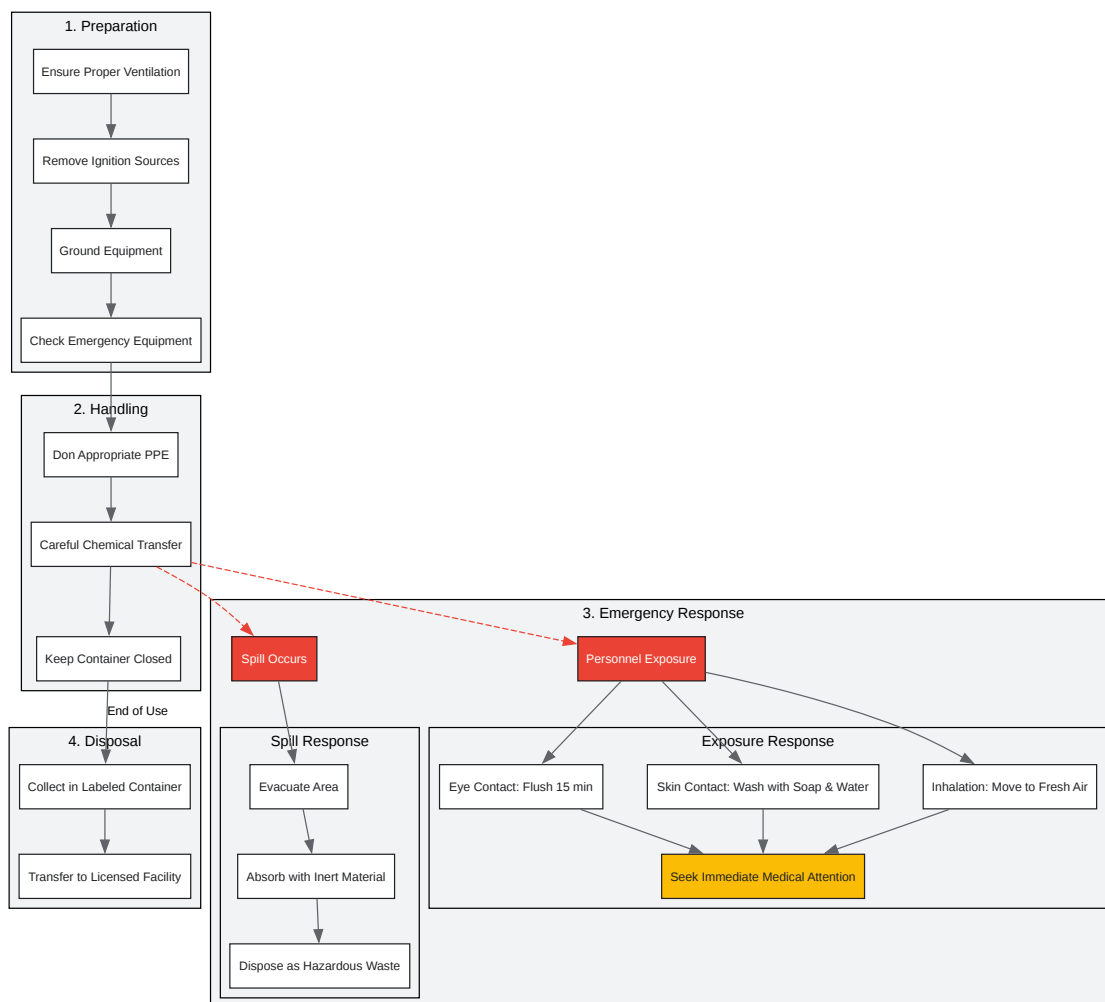 1. Preparation
Ensure Proper Ventilation
Remove Ignition Sources
Ground Equipment
Check Emergency Equipment
2. Handling
Don Appropriate PPE
Careful Chemical Transfer
Keep Container Closed
End of Use
4. Disposal
Collect in Labeled Container
Transfer to Licensed Facility
3. Emergency Response
Spill Occurs
Personnel Exposure
Spill Response
Evacuate Area
Absorb with Inert Material
Dispose as Hazardous Waste
Exposure Response
Eye Contact: Flush 15 min
Skin Contact: Wash with Soap & Water
Inhalation: Move to Fresh Air
Seek Immediate Medical Attention